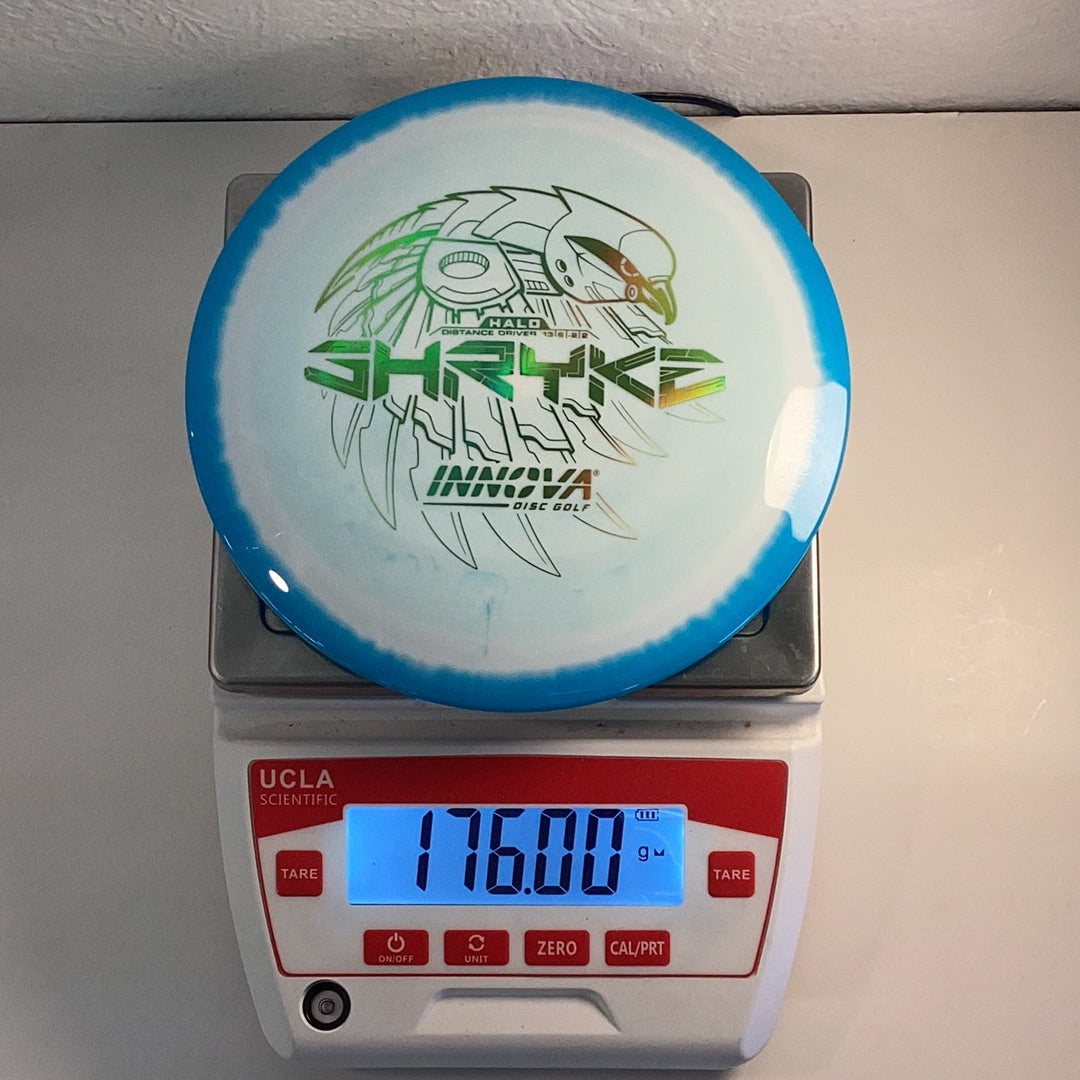 HALO
DISTANCE DRIVER 13|6|-2|2
SHRYKE
INNOVA®
DISC GOLF
UCLA
SCIENTIFIC
176.00
g
TARE
TARE
ON/OFF
UNIT
ZERO
CAL/PRT